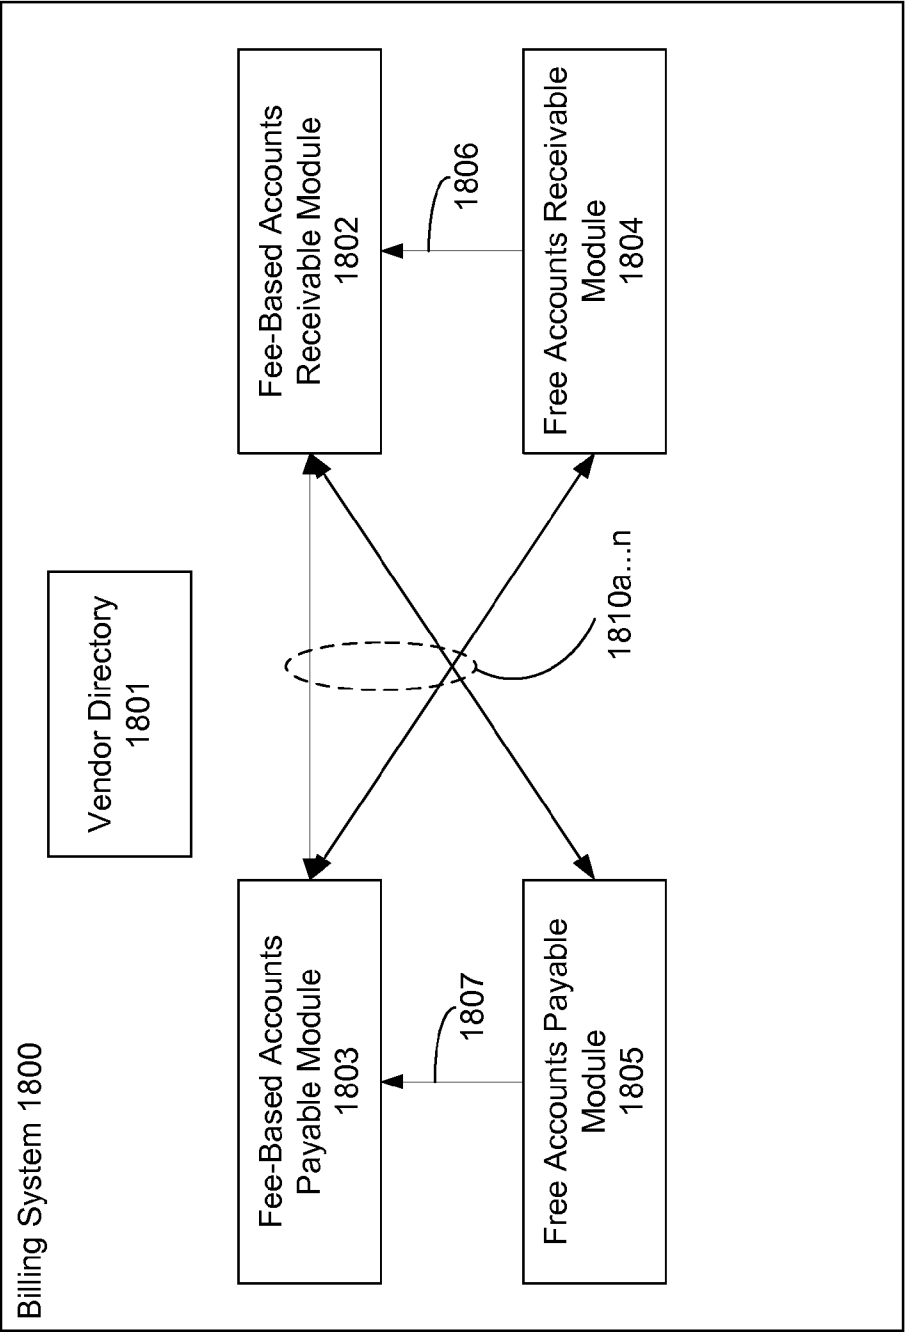 Billing System 1800
Vendor Directory
1801
Fee-Based Accounts
Payable Module
1803
Fee-Based Accounts
Receivable Module
1802
1807
1806
1810a...n
Free Accounts Payable
Module
1805
Free Accounts Receivable
Module
1804